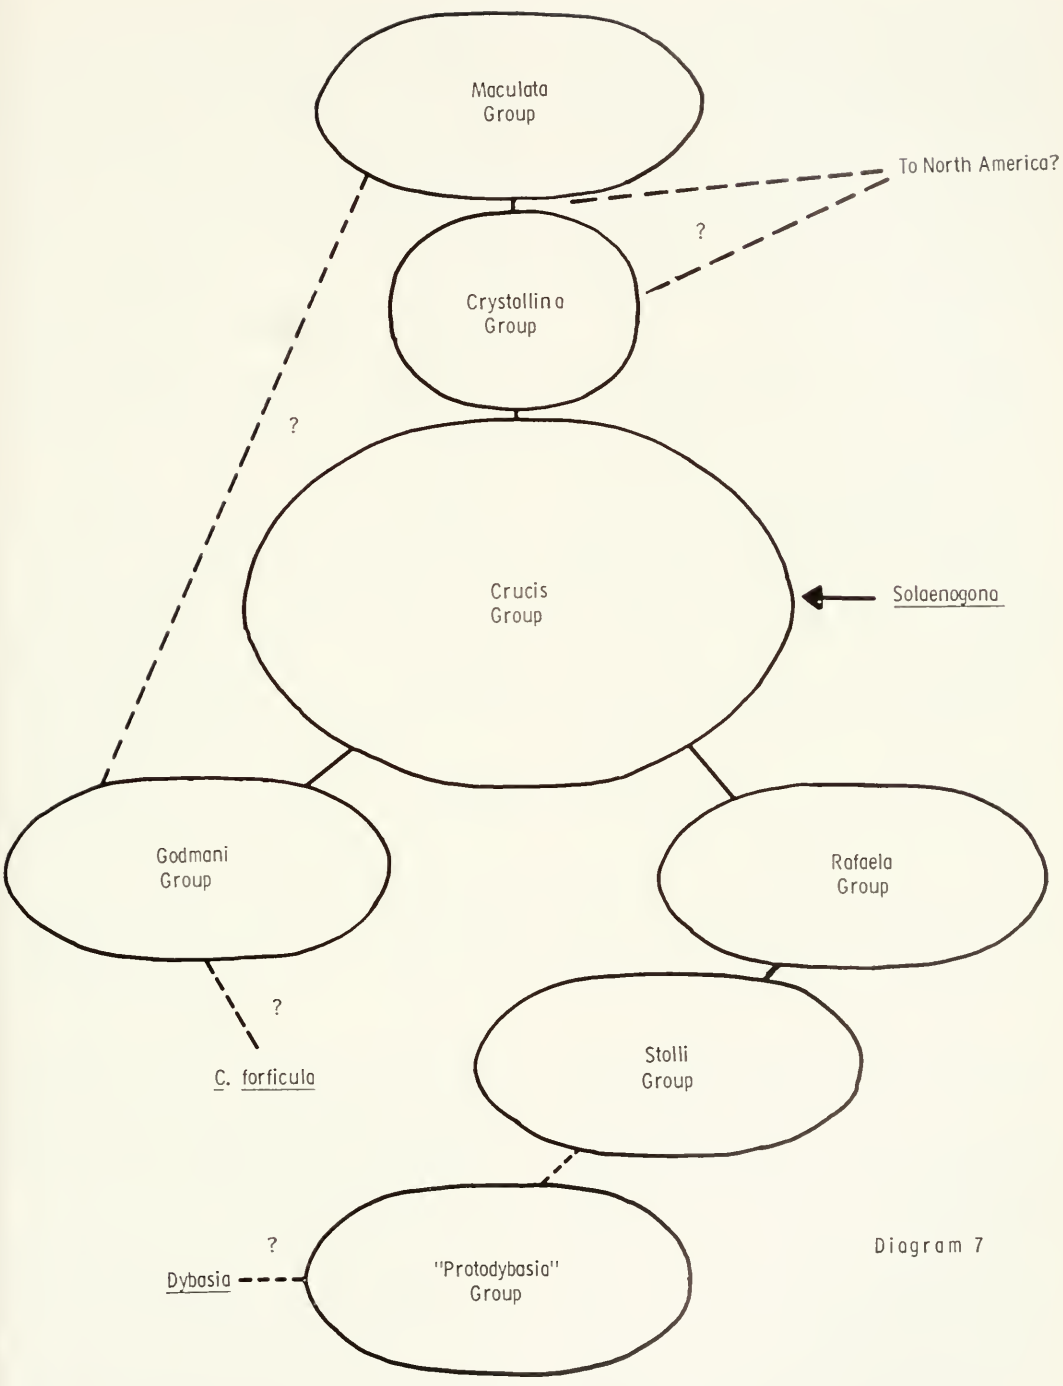 Maculata
Group
To North America?
?
Crystallina
Group
?
Crucis
Group
Solaenogona
Godmani
Group
Rafaela
Group
?
Stolli
Group
C. forficula
?
Diagram 7
"Protodybasia"
Group
Dybasia